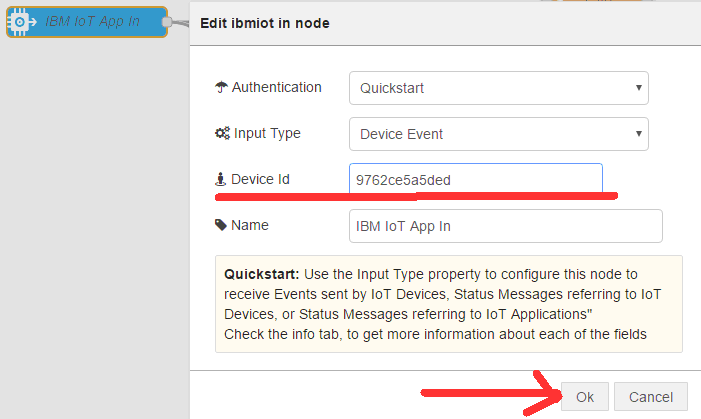 IBM IoT App In
Edit ibmiot in node
Authentication
Quickstart
Input Type
Device Event
Device Id
9762ce5a5ded
Name
IBM IoT App In
Quickstart: Use the Input Type property to configure this node to
receive Events sent by IoT Devices, Status Messages referring to IoT
Devices, or Status Messages referring to IoT Applications"
Check the info tab, to get more information about each of the fields
Ok
Cancel